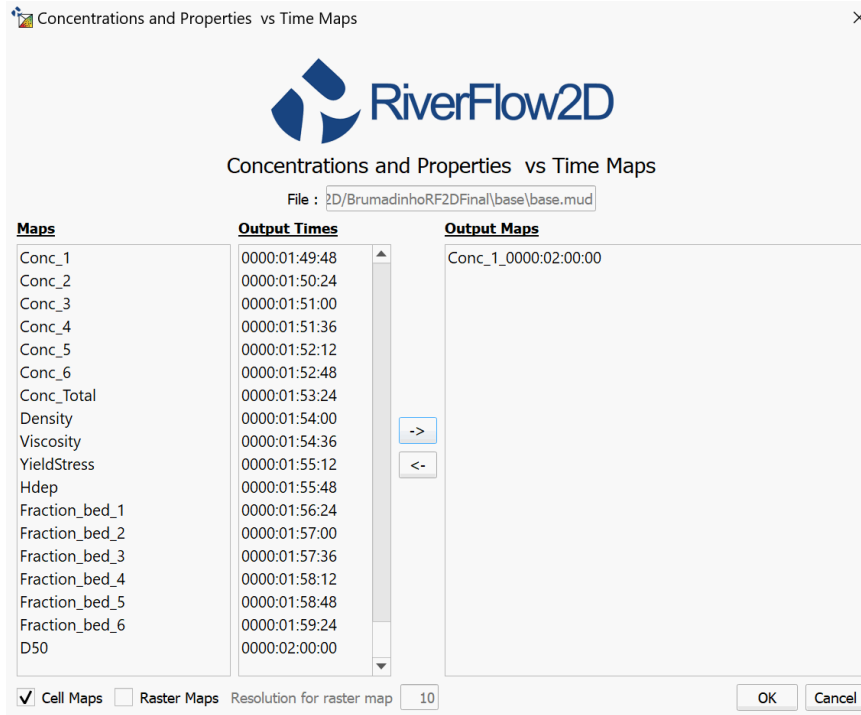 Concentrations and Properties vs Time Maps
RiverFlow2D
Concentrations and Properties vs Time Maps
File : 2D/BrumadinhoRF2DFinal\base\base.mud
Maps
Conc_1
Conc_2
Conc_3
Conc_4
Conc_5
Conc_6
Conc_Total
Density
Viscosity
YieldStress
Hdep
Fraction_bed_1
Fraction_bed_2
Fraction_bed_3
Fraction_bed_4
Fraction_bed_5
Fraction_bed_6
D50
Output Times
0000:01:49:48
0000:01:50:24
0000:01:51:00
0000:01:51:36
0000:01:52:12
0000:01:52:48
0000:01:53:24
0000:01:54:00
0000:01:54:36
0000:01:55:12
0000:01:55:48
0000:01:56:24
0000:01:57:00
0000:01:57:36
0000:01:58:12
0000:01:58:48
0000:01:59:24
0000:02:00:00
->
<-
Output Maps
Conc_1_0000:02:00:00
Cell Maps Raster Maps Resolution for raster map 10 OK Cancel